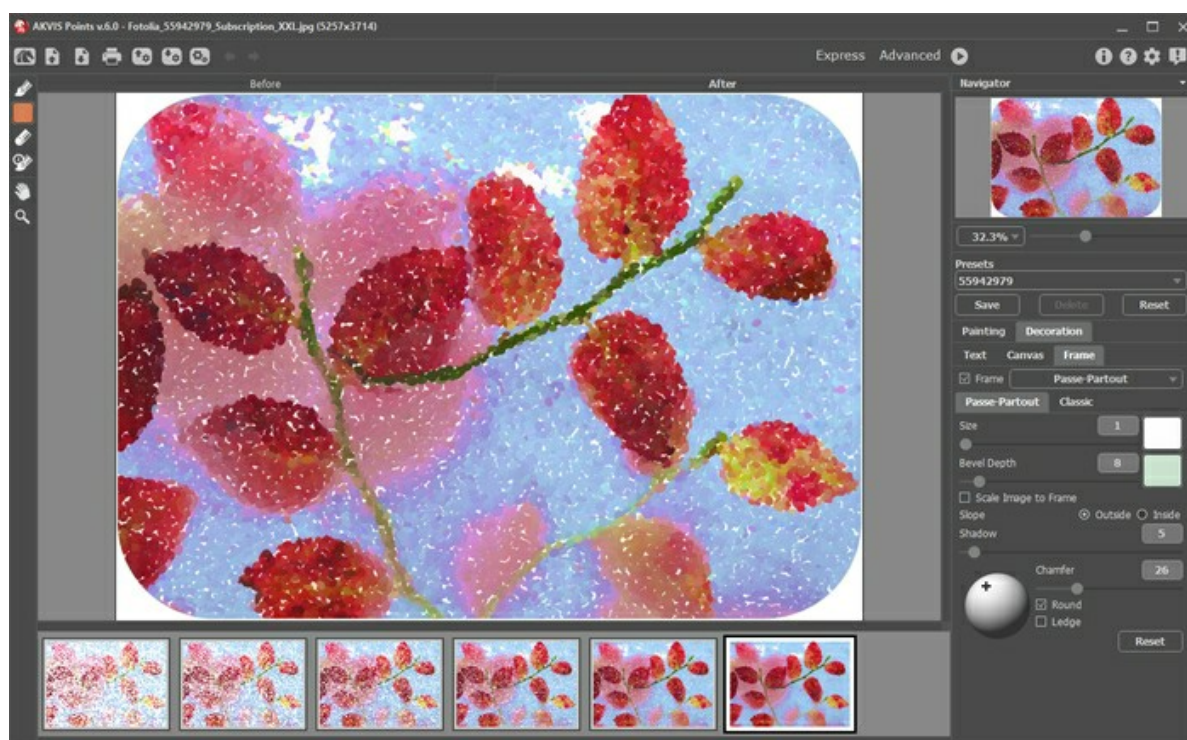 AKVIS Points v.6.0 - Fotolia_55942979_Subscription_XXL.jpg (5257x3714)
Express Advanced
Before After
Navigator
32.3%
Presets
55942979
Save Delete Reset
Painting Decoration
Text Canvas Frame
Frame Passe-Partout
Passe-Partout Classic
Size 1
Bevel Depth 8
Scale Image to Frame
Slope Outside Inside
Shadow 5
Chamfer 26
Round
Ledge
Reset